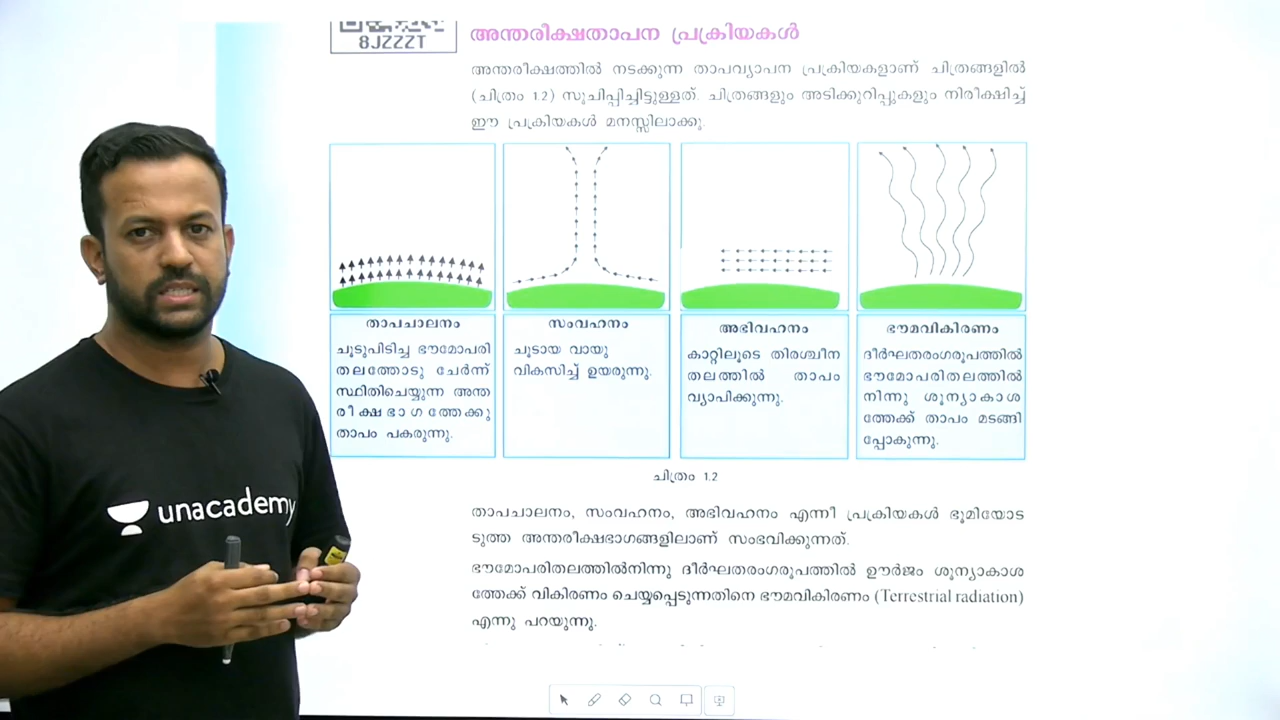 8JZZZT
അന്തരീക്ഷതാപന പ്രക്രിയകൾ
അന്തരീക്ഷത്തിൽ നടക്കുന്ന താപവ്യാപന പ്രക്രിയകളാണ് ചിത്രങ്ങളിൽ
(ചിത്രം 1.2) സൂചിപ്പിച്ചിട്ടുള്ളത്. ചിത്രങ്ങളും അടിക്കുറിപ്പുകളും നിരീക്ഷിച്ച്
ഈ പ്രക്രിയകൾ മനസ്സിലാക്കൂ.
താപചാലനം
ചൂടുപിടിച്ച ഭൗമോപരി
തലത്തോടു ചേർന്ന്
സ്ഥിതിചെയ്യുന്ന അന്ത
രീക്ഷഭാഗത്തേക്കു
താപം പകരുന്നു.
സംവഹനം
ചൂടായ വായു
വികസിച്ച് ഉയരുന്നു.
അഭിവഹനം
കാറ്റിലൂടെ തിരശ്ചീന
തലത്തിൽ താപം
വ്യാപിക്കുന്നു.
ഭൗമവികിരണം
ദീർഘതരംഗരൂപത്തിൽ
ഭൗമോപരിതലത്തിൽ
നിന്നു ശൂന്യാകാശ
ത്തേക്ക് താപം മടങ്ങി
പ്പോകുന്നു.
ചിത്രം 1.2
താപചാലനം, സംവഹനം, അഭിവഹനം എന്നീ പ്രക്രിയകൾ ഭൂമിയോട
ടുത്ത അന്തരീക്ഷഭാഗങ്ങളിലാണ് സംഭവിക്കുന്നത്.
ഭൗമോപരിതലത്തിൽനിന്നു ദീർഘതരംഗരൂപത്തിൽ ഊർജം ശൂന്യാകാശ
ത്തേക്ക് വികിരണം ചെയ്യപ്പെടുന്നതിനെ ഭൗമവികിരണം (Terrestrial radiation)
എന്നു പറയുന്നു.
unacademy